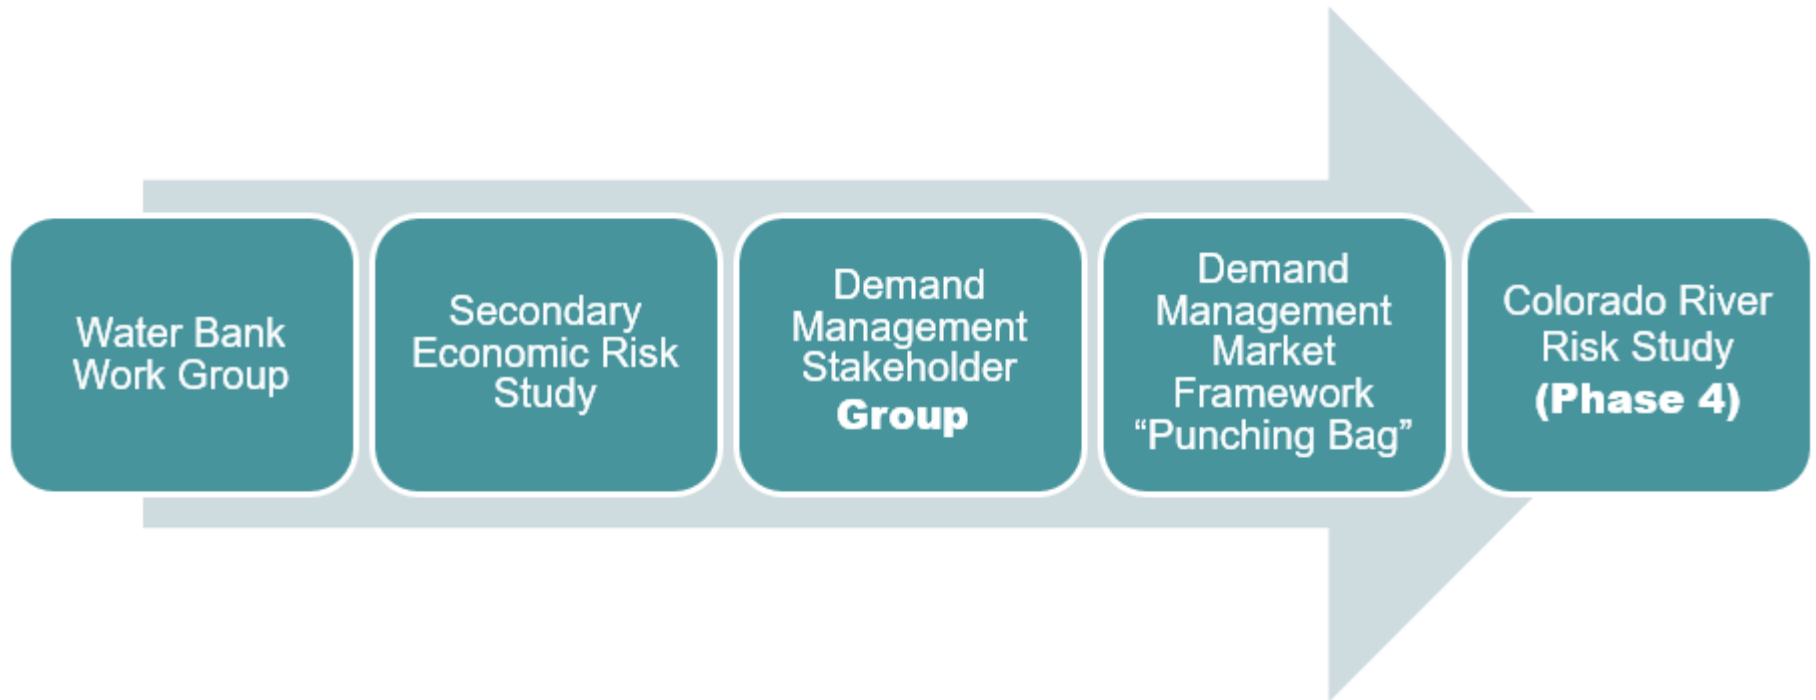 Water Bank
Work Group
Secondary
Economic Risk
Study
Demand
Management
Stakeholder
Group
Demand
Management
Market
Framework
“Punching Bag”
Colorado River
Risk Study
(Phase 4)